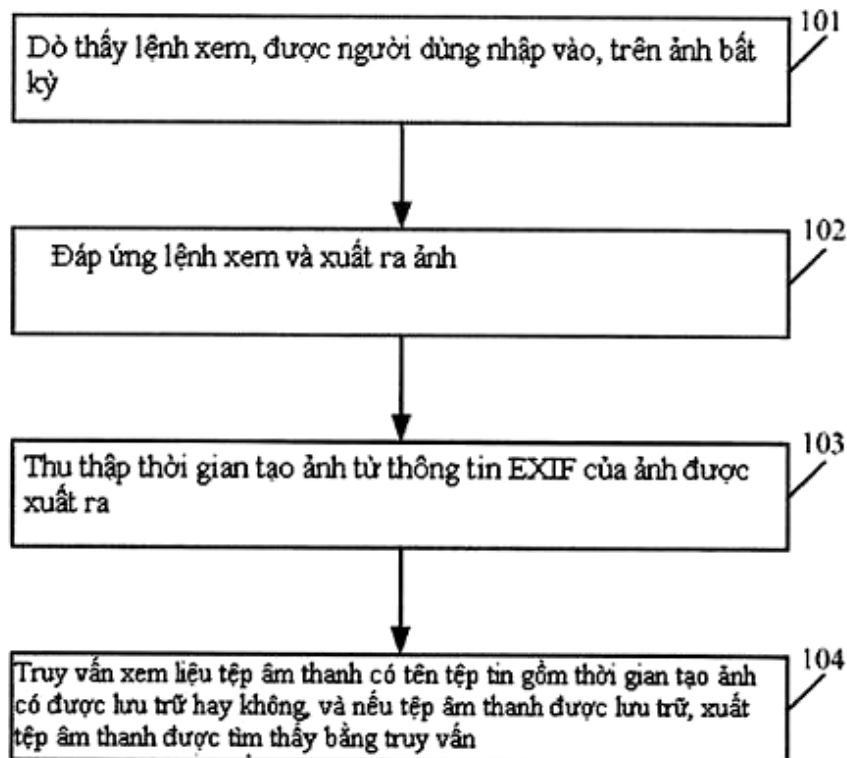 101
Dò thấy lệnh xem, được người dùng nhập vào, trên ảnh bất
kỳ
102
Đáp ứng lệnh xem và xuất ra ảnh
103
Thu thập thời gian tạo ảnh từ thông tin EXIF của ảnh được
xuất ra
104
Truy vấn xem liệu tệp âm thanh có tên tệp tin gồm thời gian tạo ảnh
có được lưu trữ hay không, và nếu tệp âm thanh được lưu trữ, xuất
tệp âm thanh được tìm thấy bằng truy vấn